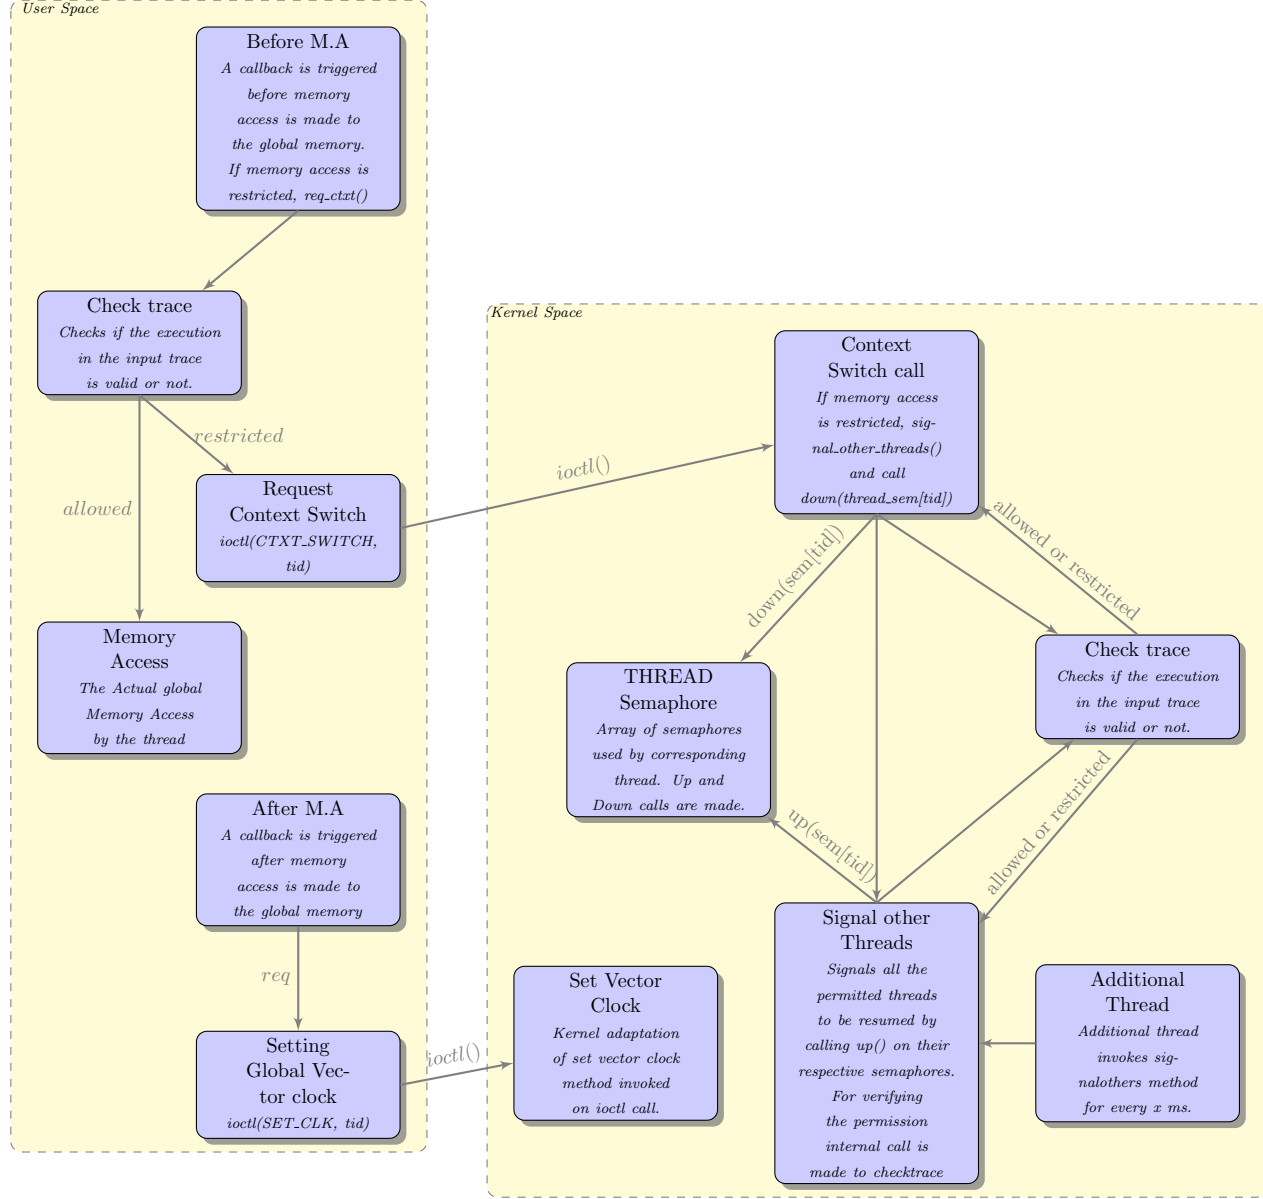 User Space
Before M.A
A callback is triggered
before memory
access is made to
the global memory.
If memory access is
restricted, req_ctxt()
Check trace
Checks if the execution
in the input trace
is valid or not.
restricted
allowed
Request
Context Switch
ioctl(CTXT_SWITCH,
tid)
Memory
Access
The Actual global
Memory Access
by the thread
After M.A
A callback is triggered
after memory
access is made to
the global memory
req
Setting
Global Vec-
tor clock
ioctl(SET_CLK, tid)
ioctl()
ioctl()
Kernel Space
Context
Switch call
If memory access
is restricted, sig-
nal_other_threads()
and call
down(thread_sem[tid])
down(sem[tid])
allowed or restricted
Check trace
Checks if the execution
in the input trace
is valid or not.
THREAD
Semaphore
Array of semaphores
used by corresponding
thread. Up and
Down calls are made.
up(sem[tid])
allowed or restricted
Set Vector
Clock
Kernel adaptation
of set vector clock
method invoked
on ioctl call.
Signal other
Threads
Signals all the
permitted threads
to be resumed by
calling up() on their
respective semaphores.
For verifying
the permission
internal call is
made to checktrace
Additional
Thread
Additional thread
invokes sig-
nalothers method
for every x ms.